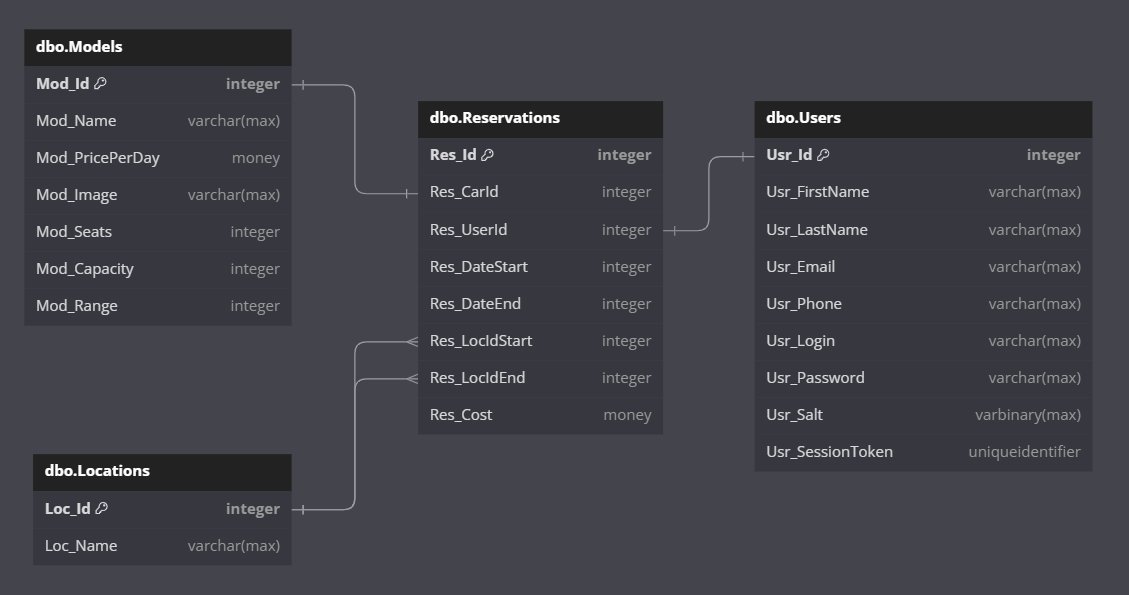 dbo.Models
Mod_Id integer
Mod_Name varchar(max)
Mod_PricePerDay money
Mod_Image varchar(max)
Mod_Seats integer
Mod_Capacity integer
Mod_Range integer
dbo.Reservations
Res_Id integer
Res_CarId integer
Res_UserId integer
Res_DateStart integer
Res_DateEnd integer
Res_LocIdStart integer
Res_LocIdEnd integer
Res_Cost money
dbo.Users
Usr_Id integer
Usr_FirstName varchar(max)
Usr_LastName varchar(max)
Usr_Email varchar(max)
Usr_Phone varchar(max)
Usr_Login varchar(max)
Usr_Password varchar(max)
Usr_Salt varbinary(max)
Usr_SessionToken uniqueidentifier
dbo.Locations
Loc_Id integer
Loc_Name varchar(max)